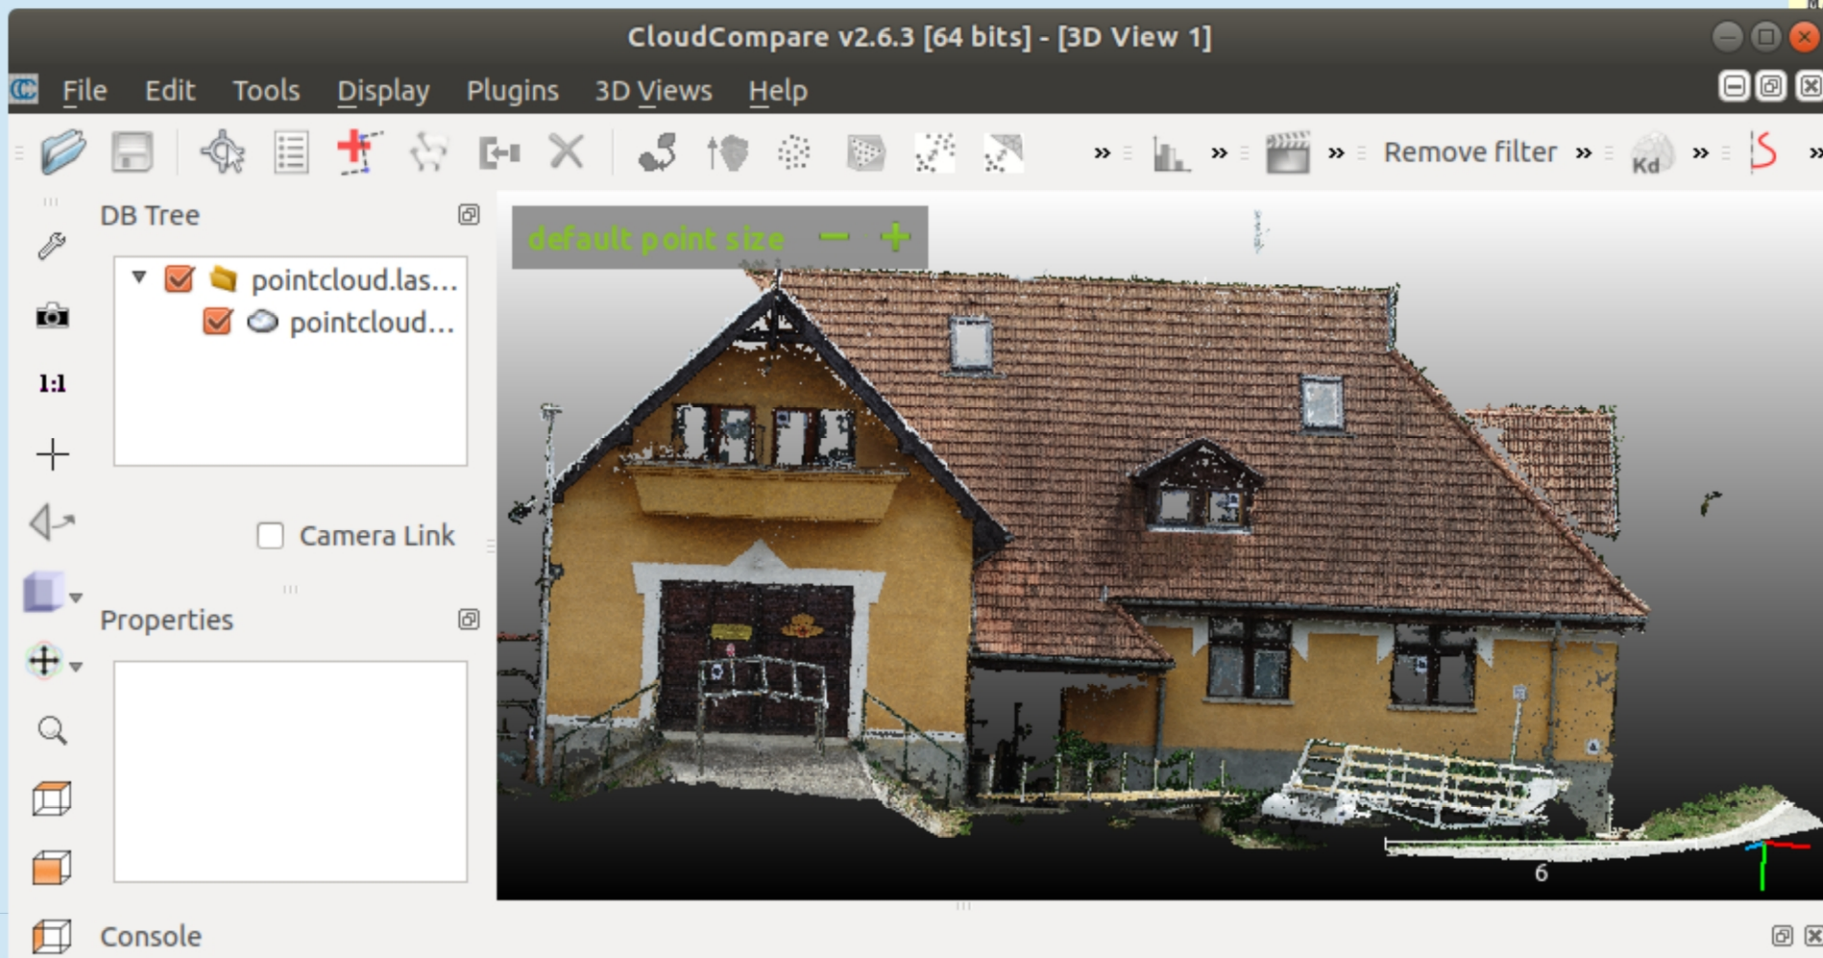 CloudCompare v2.6.3 [64 bits] - [3D View 1]
File Edit Tools Display Plugins 3D Views Help
Remove filter
Kd
DB Tree
default point size
pointcloud.las...
pointcloud...
1:1
Camera Link
Properties
6
Console